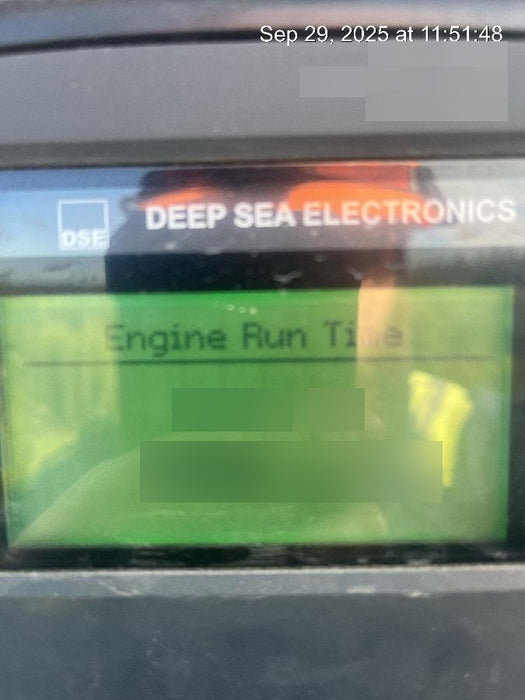 Sep 29, 2025 at 11:51:48
DSE
DEEP SEA ELECTRONICS
Engine Run Time